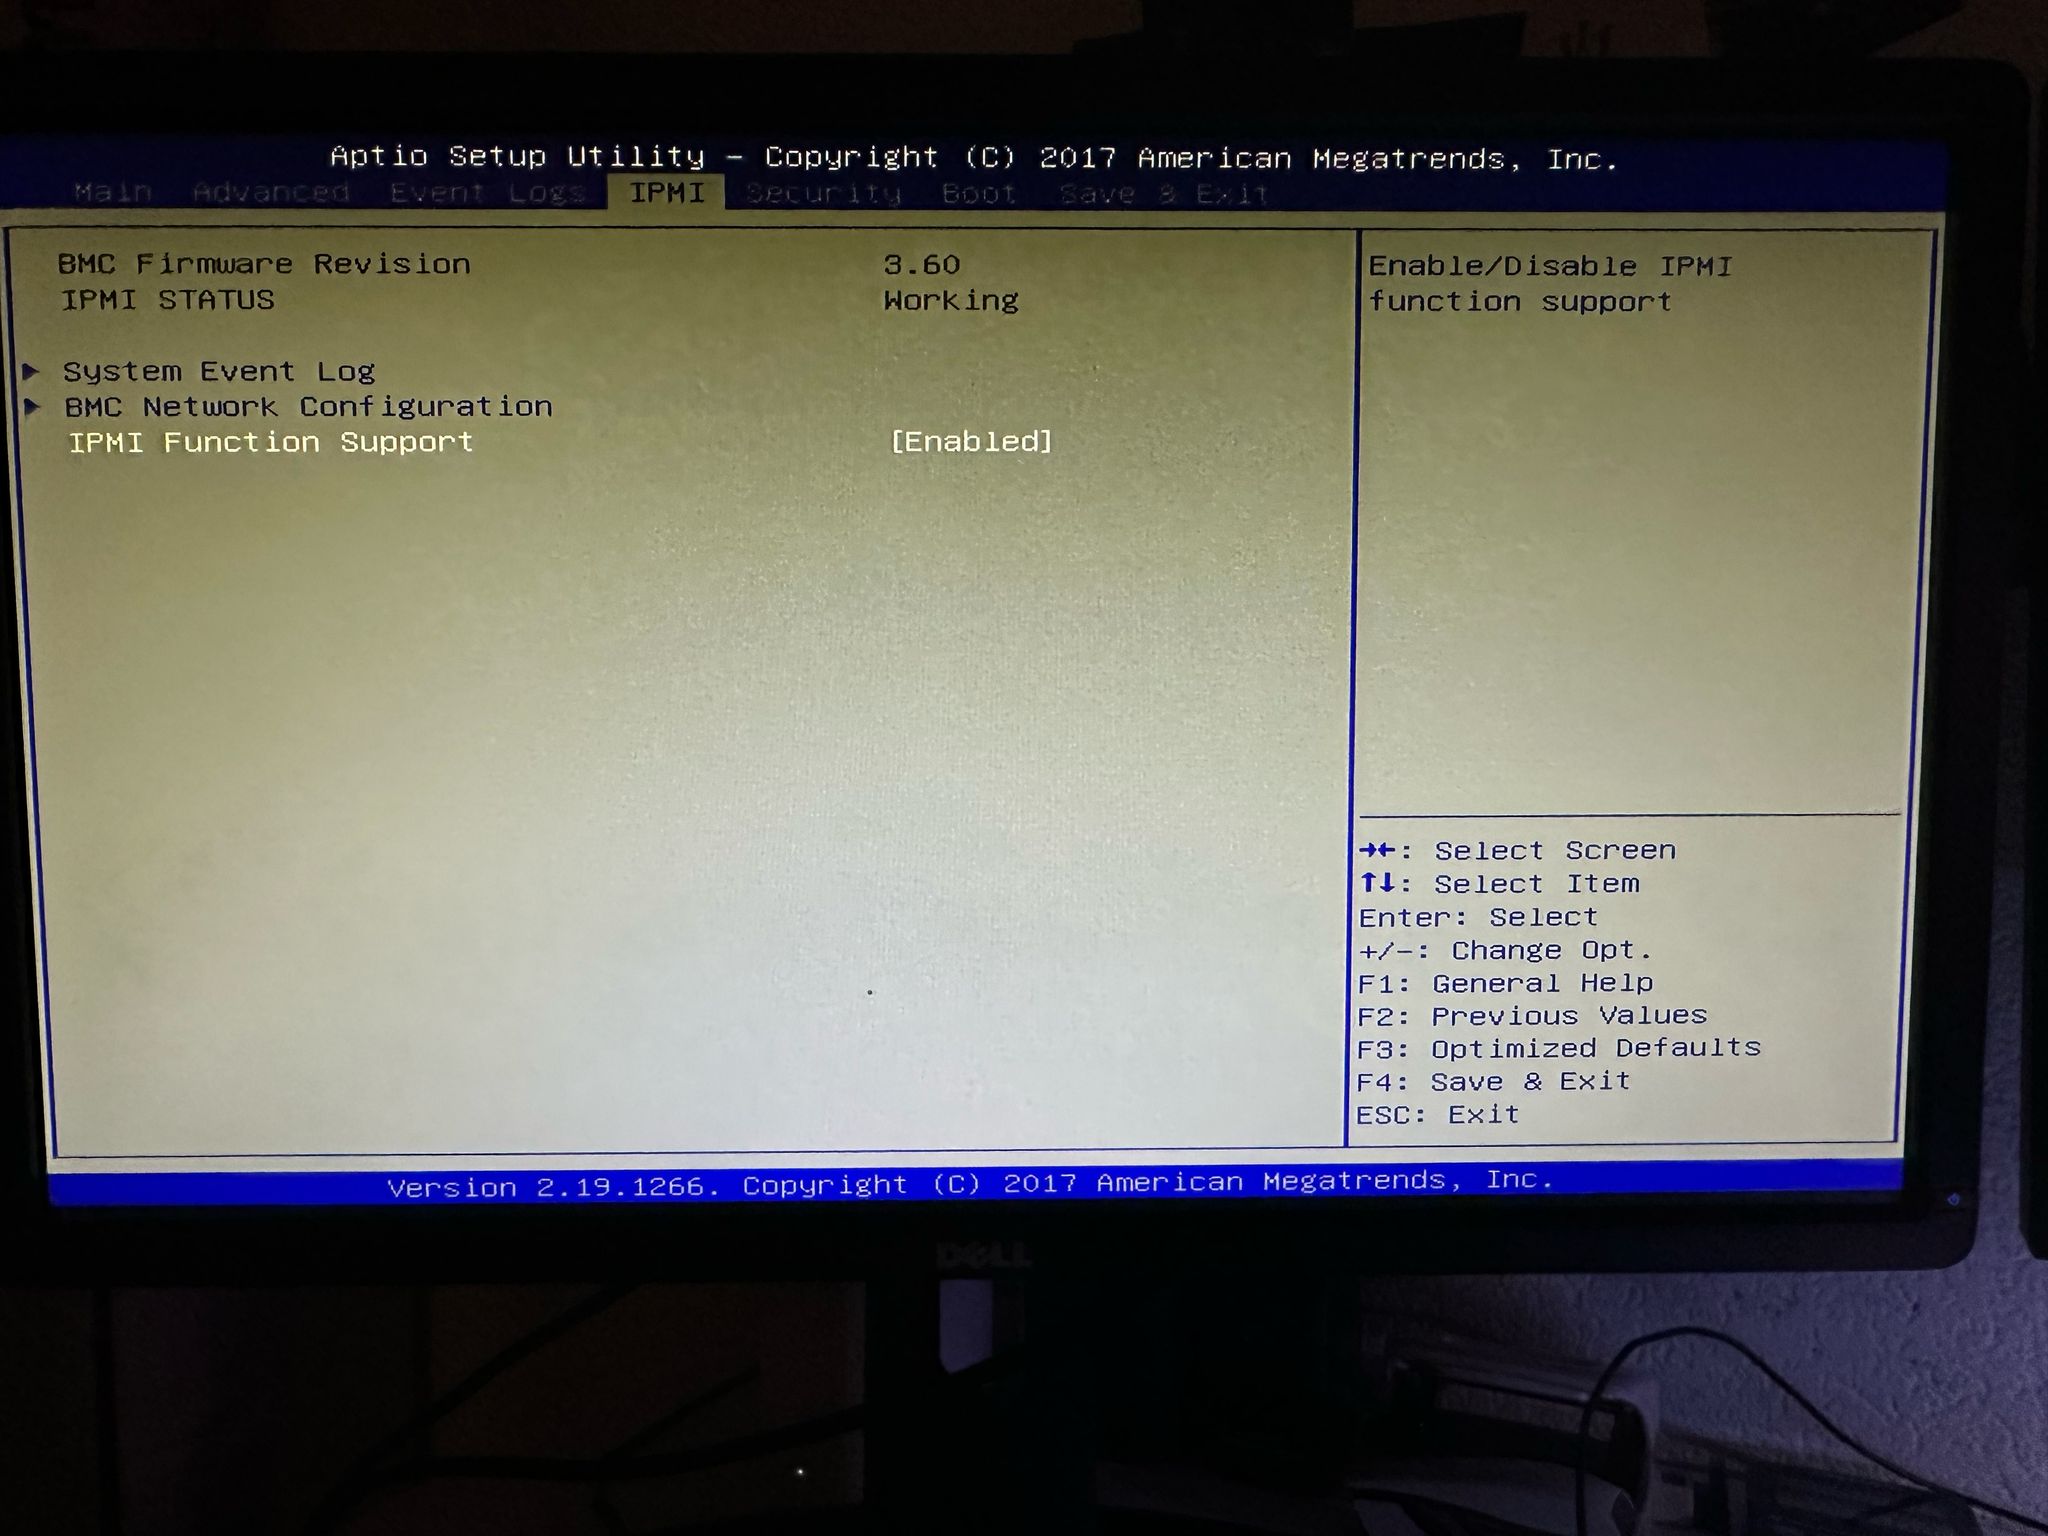 Aptio Setup Utility – Copyright (C) 2017 American Megatrends, Inc.
Main Advanced Event Logs IPMI Security Boot Save & Exit
BMC Firmware Revision 3.60
IPMI STATUS Working
► System Event Log
► BMC Network Configuration
IPMI Function Support [Enabled]
Enable/Disable IPMI
function support
→←: Select Screen
↑↓: Select Item
Enter: Select
+/-: Change Opt.
F1: General Help
F2: Previous Values
F3: Optimized Defaults
F4: Save & Exit
ESC: Exit
Version 2.19.1266. Copyright (C) 2017 American Megatrends, Inc.
DELL